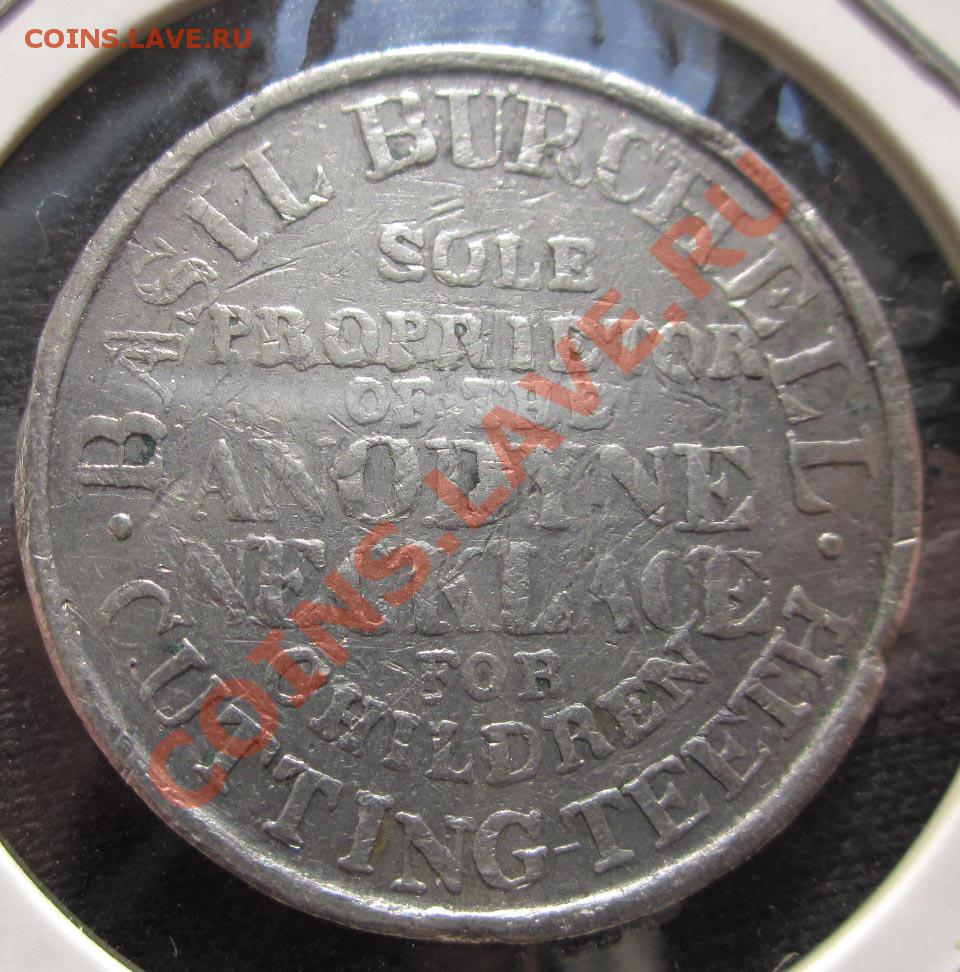 COINS.LAVE.RU
· BASIL BURCHELL ·
SOLE
PROPRIETOR
OF THE
ANODYNE
NECKLACE
FOR
CHILDREN
CUTTING-TEETH
COINS.LAVE.RU